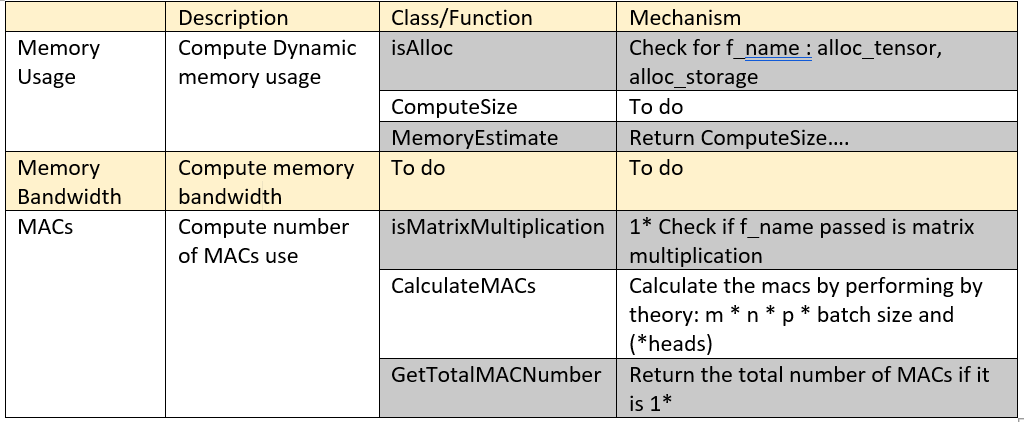 Description
Class/Function
Mechanism
Memory
Usage
Compute Dynamic
memory usage
isAlloc
Check for f_name : alloc_tensor,
alloc_storage
ComputeSize
To do
MemoryEstimate
Return ComputeSize....
Memory
Bandwidth
Compute memory
bandwidth
To do
To do
MACs
Compute number
of MACs use
isMatrixMultiplication
1* Check if f_name passed is matrix
multiplication
CalculateMACs
Calculate the macs by performing by
theory: m * n * p * batch size and
(*heads)
GetTotalMACNumber
Return the total number of MACs if it
is 1*